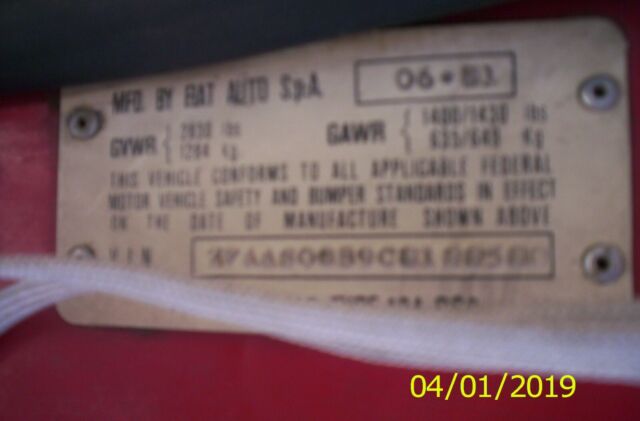 MFD. BY FIAT AUTO S.p.A. 06 • 81
GVWR { 2830 lbs 1284 Kg. GAWR { 1400/1430 lbs 635/649 Kg
THIS VEHICLE CONFORMS TO ALL APPLICABLE FEDERAL
MOTOR VEHICLE SAFETY AND BUMPER STANDARDS IN EFFECT
ON THE DATE OF MANUFACTURE SHOWN ABOVE
V.I.N.
04/01/2019